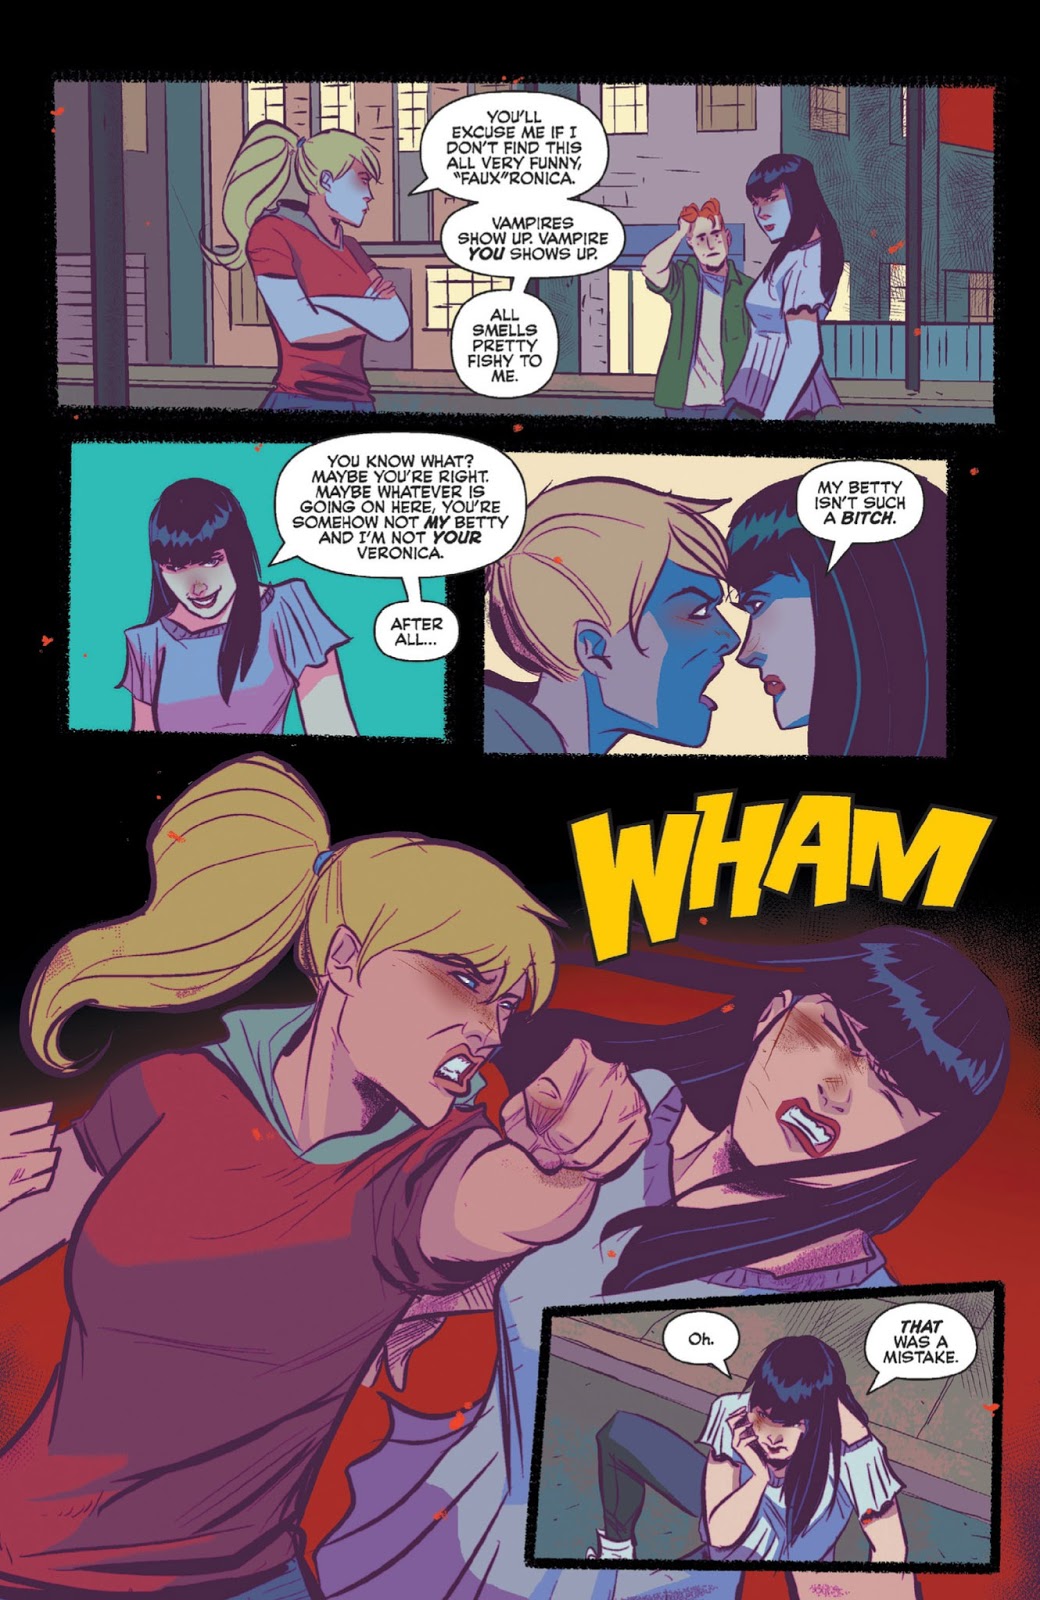 YOU'LL
EXCUSE ME IF I
DON'T FIND THIS
ALL VERY FUNNY,
"FAUX"RONICA.
VAMPIRES
SHOW UP. VAMPIRE
YOU SHOWS UP.
ALL
SMELLS
PRETTY
FISHY TO
ME.
YOU KNOW WHAT?
MAYBE YOU'RE RIGHT.
MAYBE WHATEVER IS
GOING ON HERE, YOU'RE
SOMEHOW NOT MY BETTY
AND I'M NOT YOUR
VERONICA.
AFTER
ALL...
MY BETTY
ISN'T SUCH
A BITCH.
WHAM
Oh.
THAT
WAS A
MISTAKE.